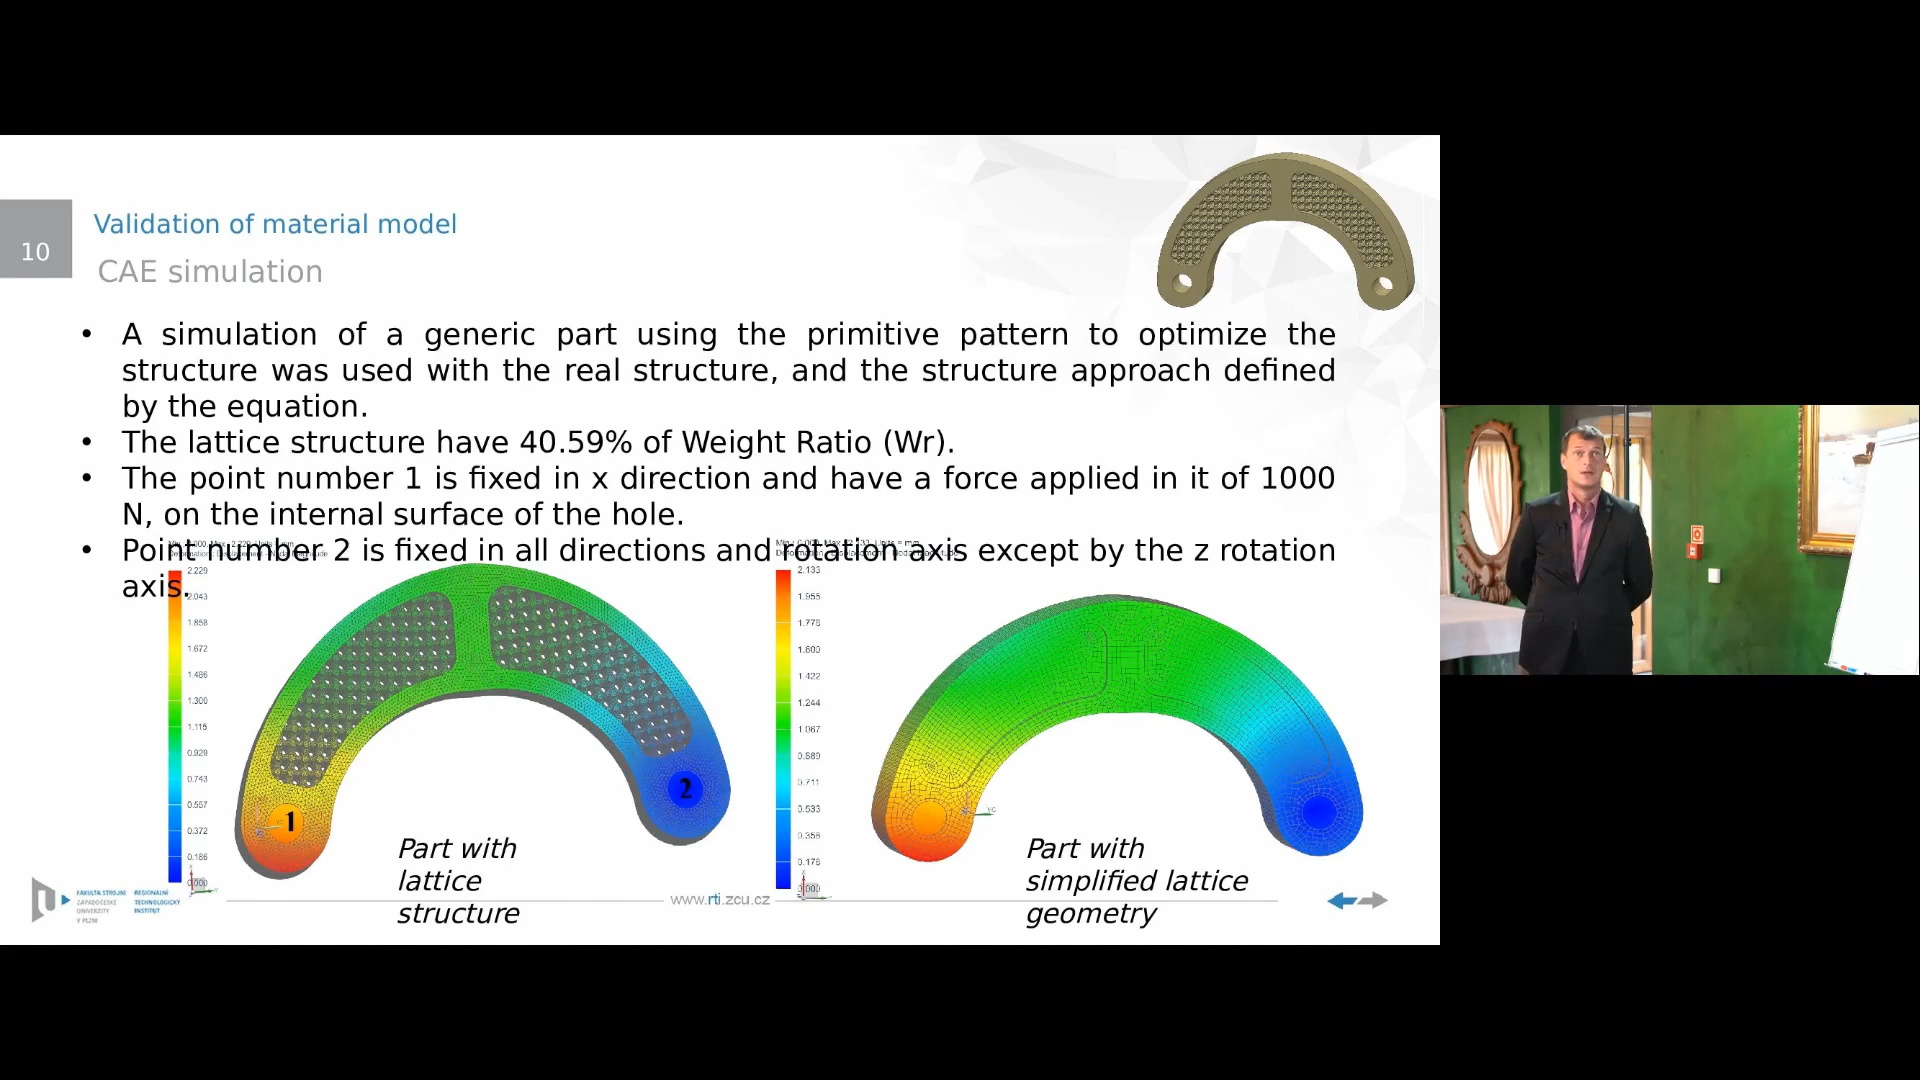 10
Validation of material model
CAE simulation
• A simulation of a generic part using the primitive pattern to optimize the
structure was used with the real structure, and the structure approach defined
by the equation.
• The lattice structure have 40.59% of Weight Ratio (Wr).
• The point number 1 is fixed in x direction and have a force applied in it of 1000
N, on the internal surface of the hole.
• Point number 2 is fixed in all directions and rotation axis except by the z rotation
axis.
2.229
2.043
1.858
1.672
1.486
1.300
1.115
0.929
0.743
0.557
0.372
0.186
0.000
1
2
Part with
lattice
structure
2.133
1.955
1.778
1.600
1.422
1.244
1.067
0.889
0.711
0.533
0.356
0.178
0.000
YC
Part with
simplified lattice
geometry
FAKULTA STROJNÍ
ZÁPADOČESKÉ
UNIVERZITY
V PLZNI
REGIONÁLNÍ
TECHNOLOGICKÝ
INSTITUT
www.rti.zcu.cz